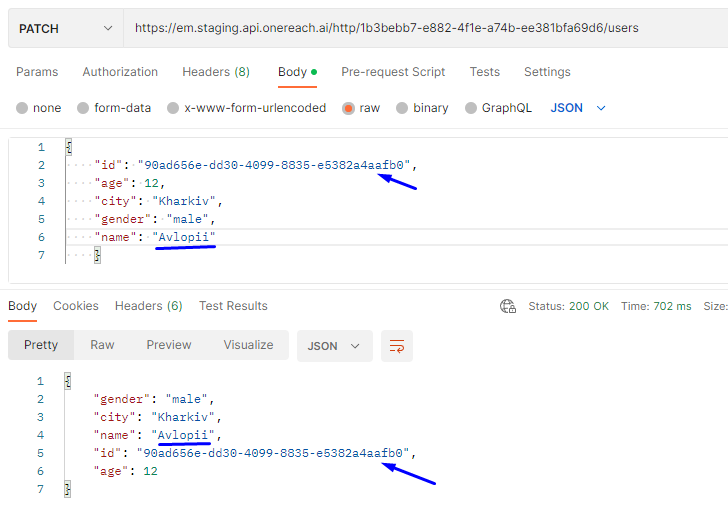 PATCH https://em.staging.api.onereach.ai/http/1b3bebb7-e882-4f1e-a74b-ee381bfa69d6/users
Params Authorization Headers (8) Body Pre-request Script Tests Settings
none form-data x-www-form-urlencoded raw binary GraphQL JSON
1 {
2 "id": "90ad656e-dd30-4099-8835-e5382a4aafb0",
3 "age": 12,
4 "city": "Kharkiv",
5 "gender": "male",
6 "name": "Avlopii"
7 }
Body Cookies Headers (6) Test Results Status: 200 OK Time: 702 ms Size:
Pretty Raw Preview Visualize JSON
1 {
2 "gender": "male",
3 "city": "Kharkiv",
4 "name": "Avlopii",
5 "id": "90ad656e-dd30-4099-8835-e5382a4aafb0",
6 "age": 12
7 }